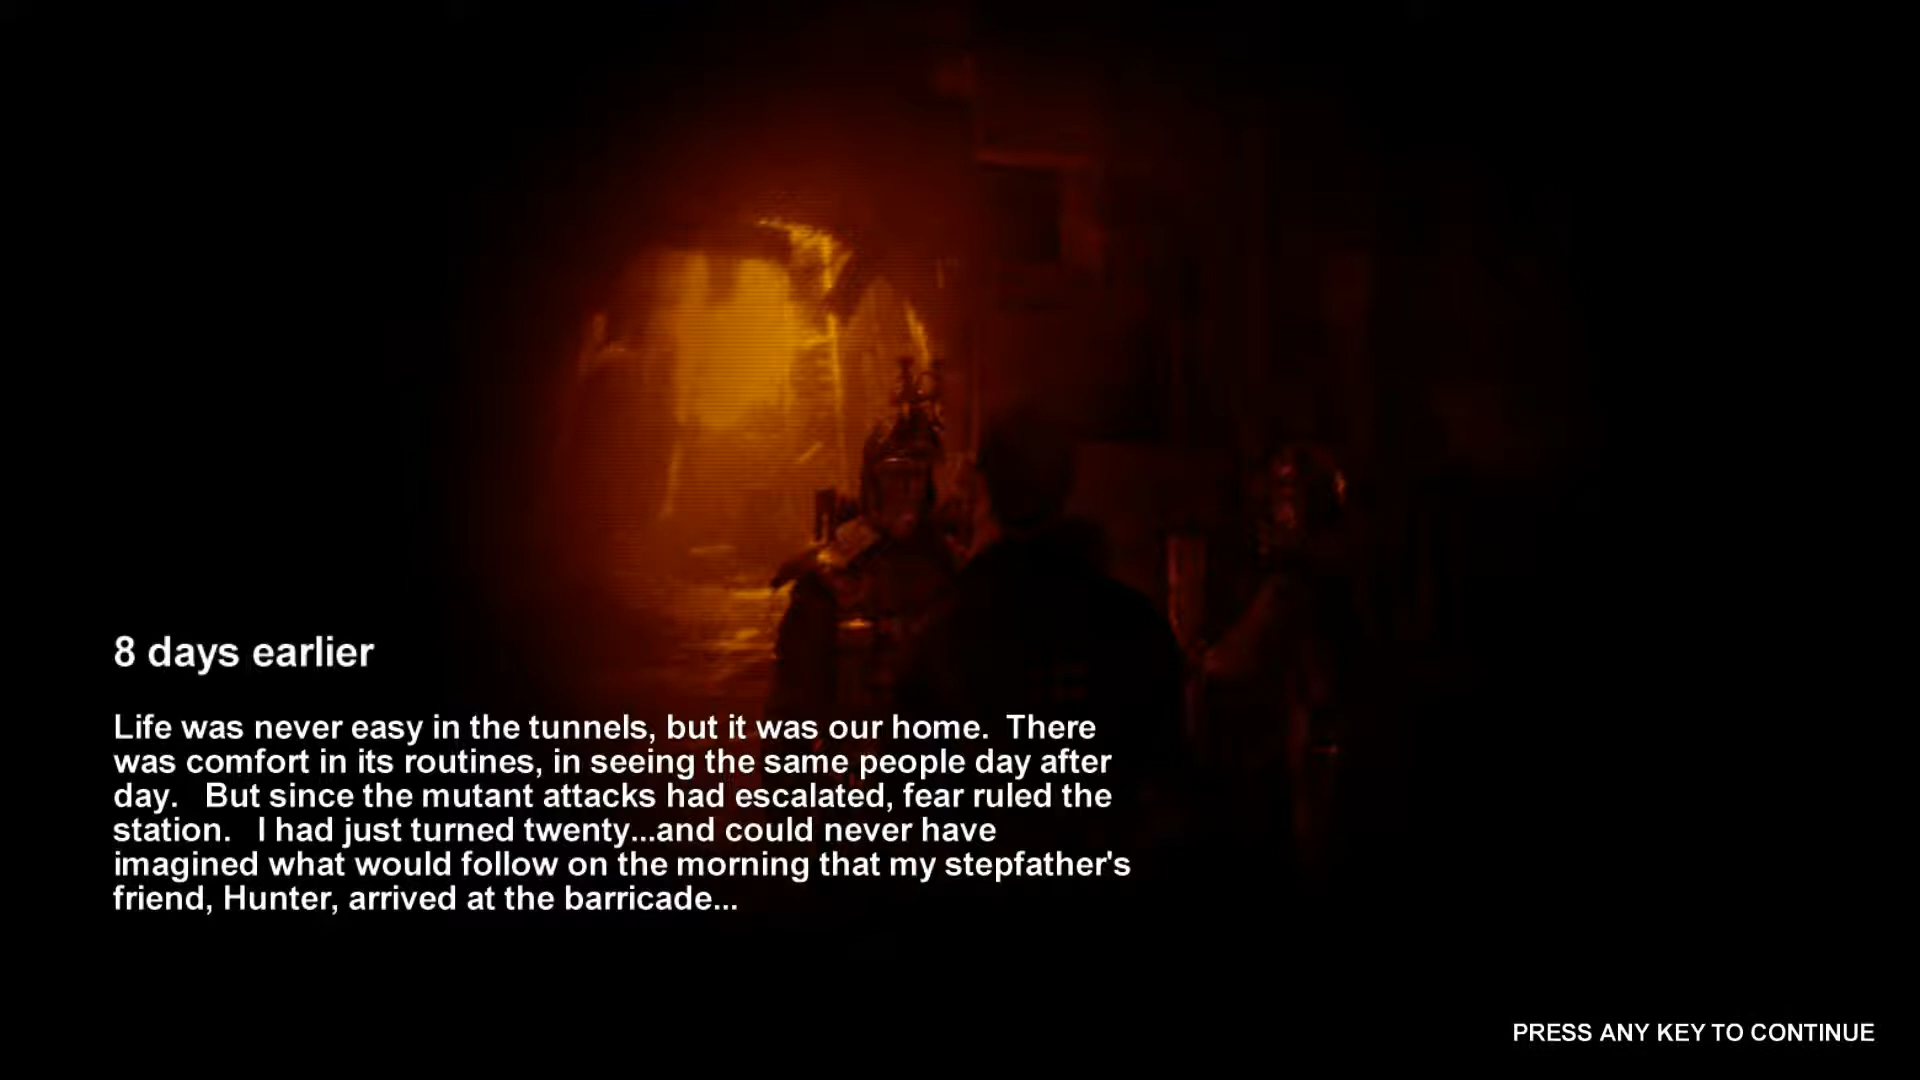 8 days earlier
Life was never easy in the tunnels, but it was our home.  There
was comfort in its routines, in seeing the same people day after
day.   But since the mutant attacks had escalated, fear ruled the
station.   I had just turned twenty...and could never have
imagined what would follow on the morning that my stepfather's
friend, Hunter, arrived at the barricade...
PRESS ANY KEY TO CONTINUE